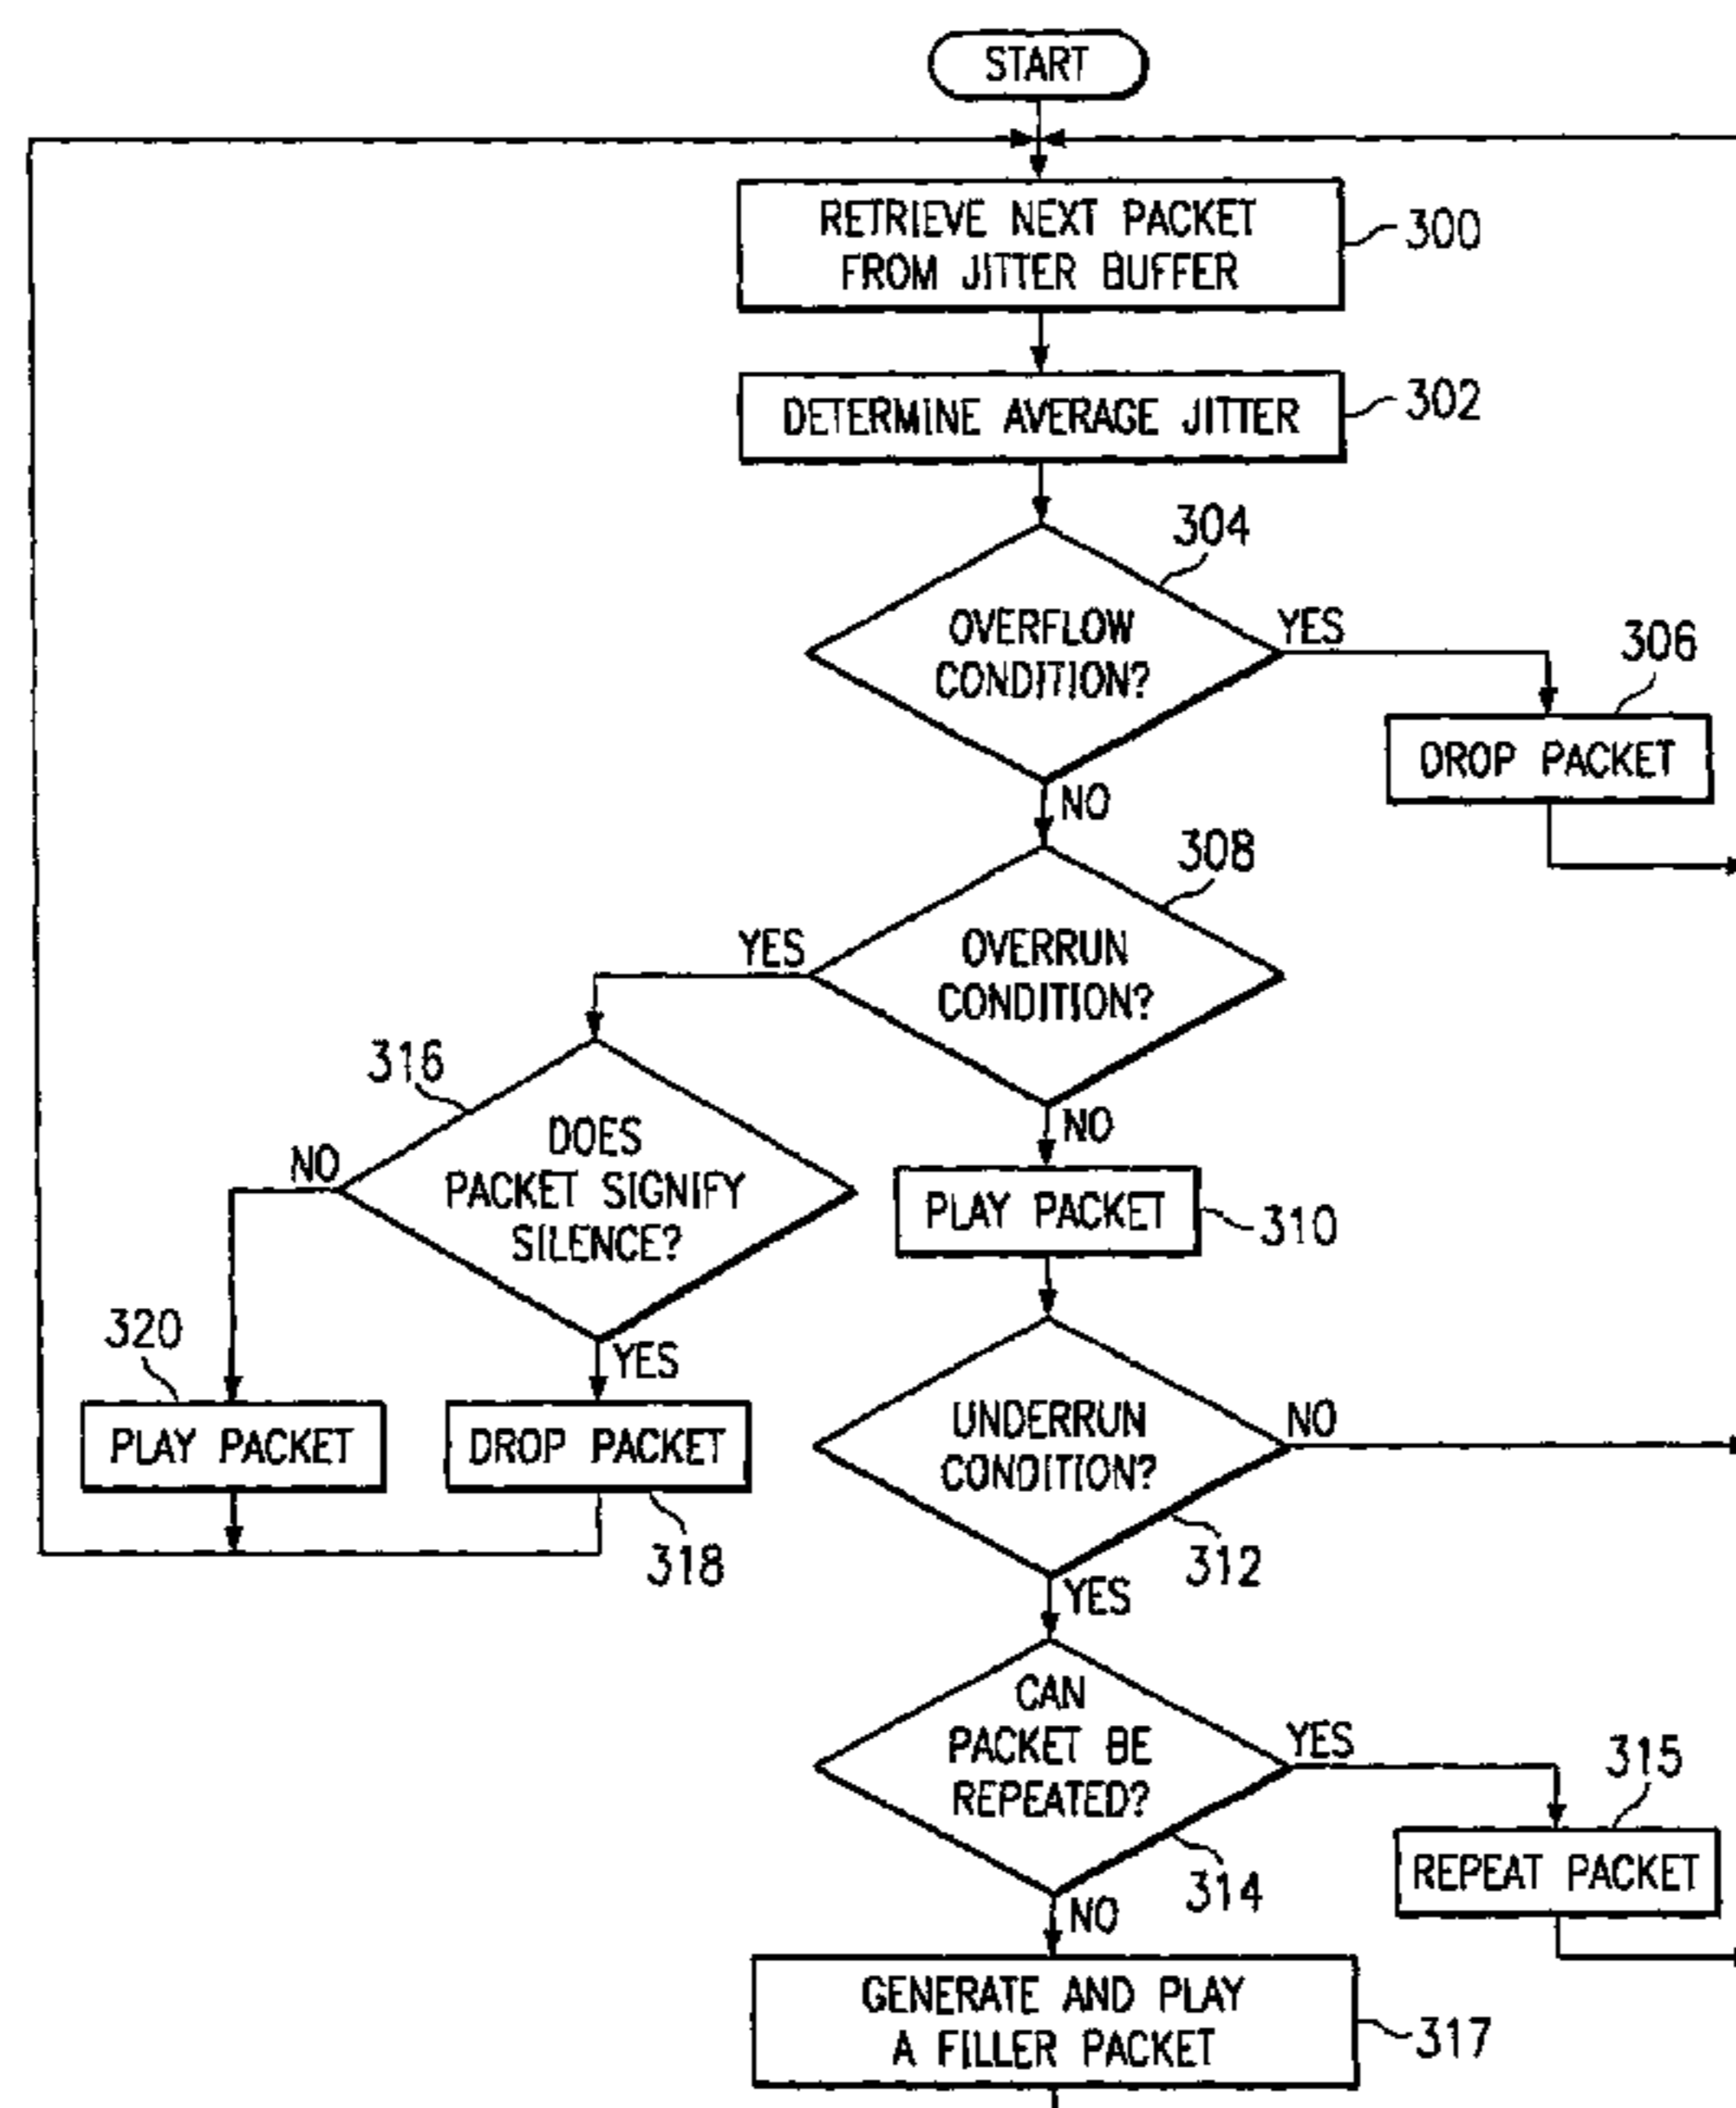 START
RETRIEVE NEXT PACKET
FROM JITTER BUFFER
300
DETERMINE AVERAGE JITTER
302
304
OVERFLOW
CONDITION?
YES
306
DROP PACKET
NO
308
YES
OVERRUN
CONDITION?
316
NO
DOES
PACKET SIGNIFY
SILENCE?
NO
PLAY PACKET
310
320
YES
PLAY PACKET
DROP PACKET
318
UNDERRUN
CONDITION?
NO
312
YES
CAN
PACKET BE
REPEATED?
YES
315
REPEAT PACKET
314
NO
GENERATE AND PLAY
A FILLER PACKET
317